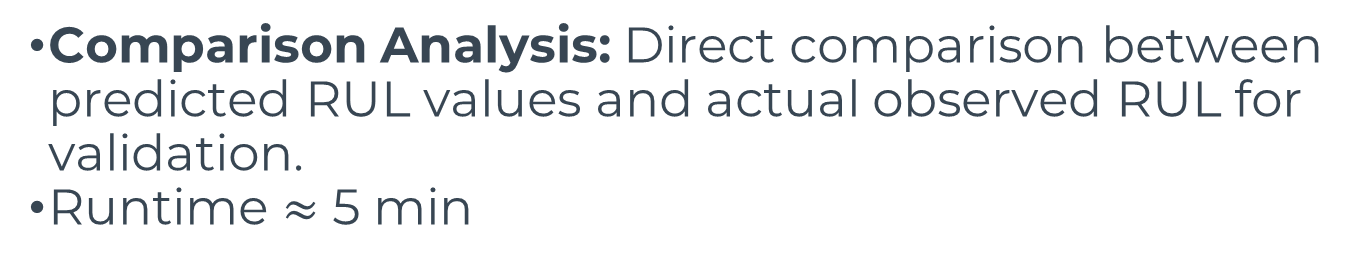 •Comparison Analysis: Direct comparison between
predicted RUL values and actual observed RUL for
validation.
•Runtime ≈ 5 min